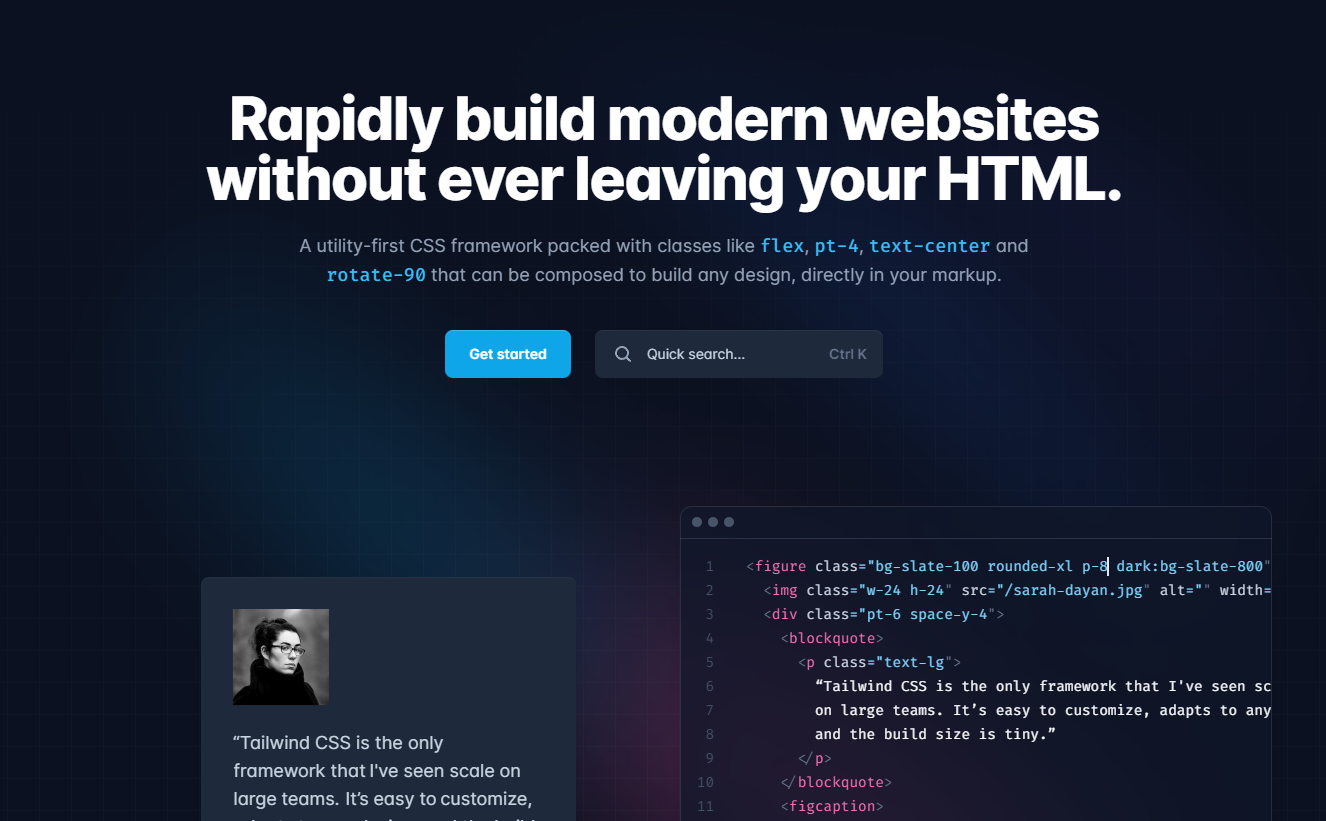 Rapidly build modern websites
without ever leaving your HTML.
A utility-first CSS framework packed with classes like flex, pt-4, text-center and
rotate-90 that can be composed to build any design, directly in your markup.
Get started
Quick search...
Ctrl K
“Tailwind CSS is the only
framework that I've seen scale on
large teams. It’s easy to customize,
1 <figure class="bg-slate-100 rounded-xl p-8 dark:bg-slate-800"
2 <img class="w-24 h-24" src="/sarah-dayan.jpg" alt="" width=
3 <div class="pt-6 space-y-4">
4 <blockquote>
5 <p class="text-lg">
6 “Tailwind CSS is the only framework that I've seen sc
7 on large teams. It’s easy to customize, adapts to any
8 and the build size is tiny.”
9 </p>
10 </blockquote>
11 <figcaption>